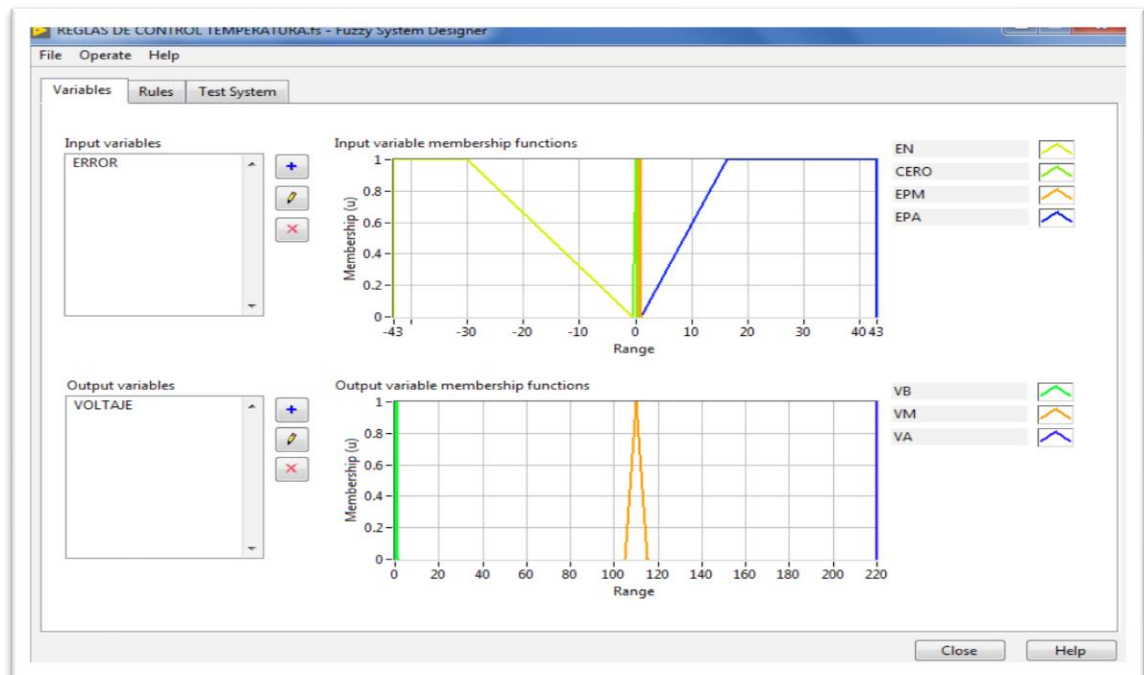 REGLAS DE CONTROL TEMPERATURA.fs - Fuzzy System Designer
File Operate Help
Variables Rules Test System
Input variables
ERROR
Input variable membership functions
Membership (u)
1
0.8
0.6
0.4
0.2
0
-43 -30 -20 -10 0 10 20 30 40 43
Range
EN
CERO
EPM
EPA
Output variables
VOLTAJE
Output variable membership functions
Membership (u)
1
0.8
0.6
0.4
0.2
0
0 20 40 60 80 100 120 140 160 180 200 220
Range
VB
VM
VA
Close Help